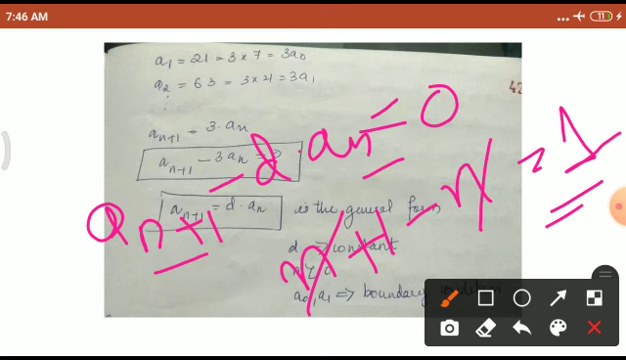 7:46 AM
11
a₁ = 21 = 3 × 7 = 3a₀
a₂ = 63 = 3 × 21 = 3a₁
⋮
42
aₙ₊₁ = 3·aₙ
aₙ₊₁ − 3aₙ = 0
aₙ₊₁ = d·aₙ is the general form
d ⇒ constant
a₀, a₁ ⇒ boundary
aₙ₊₁ − d·aₙ = 0
n+1−n = 1